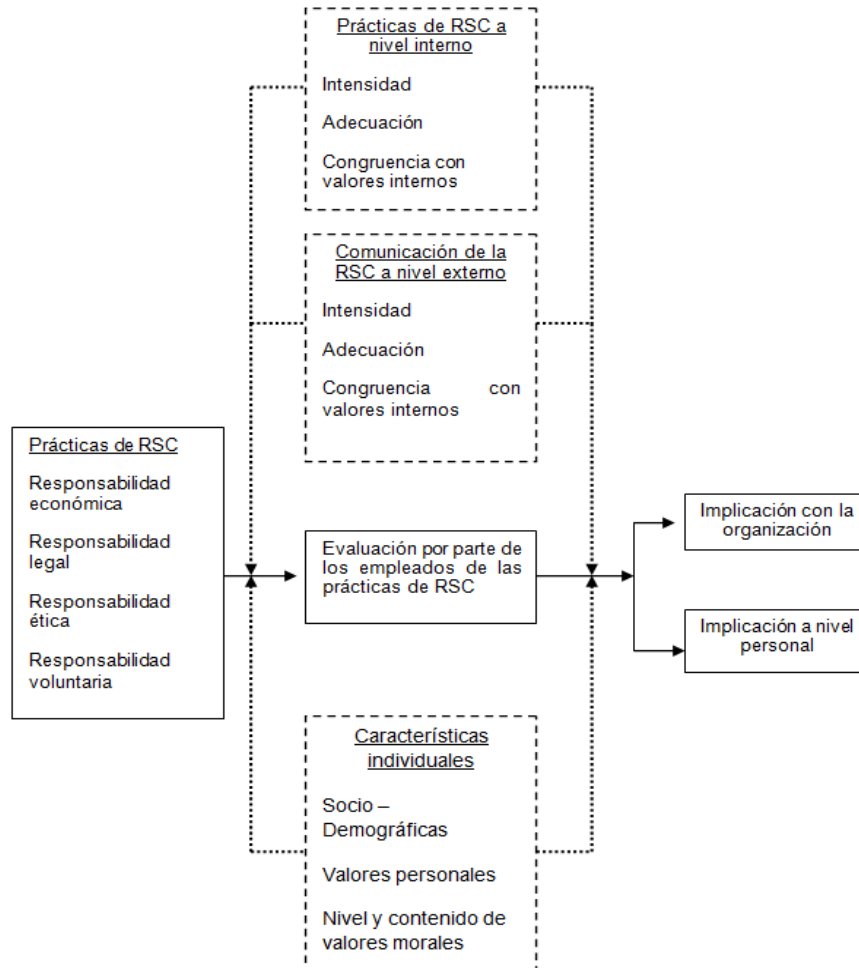 Prácticas de RSC a
nivel interno
Intensidad
Adecuación
Congruencia con
valores internos
Comunicación de la
RSC a nivel externo
Intensidad
Adecuación
Congruencia con
valores internos
Prácticas de RSC
Responsabilidad
económica
Responsabilidad
legal
Responsabilidad
ética
Responsabilidad
voluntaria
Evaluación por parte de
los empleados de las
prácticas de RSC
Implicación con la
organización
Implicación a nivel
personal
Características
individuales
Socio –
Demográficas
Valores personales
Nivel y contenido de
valores morales